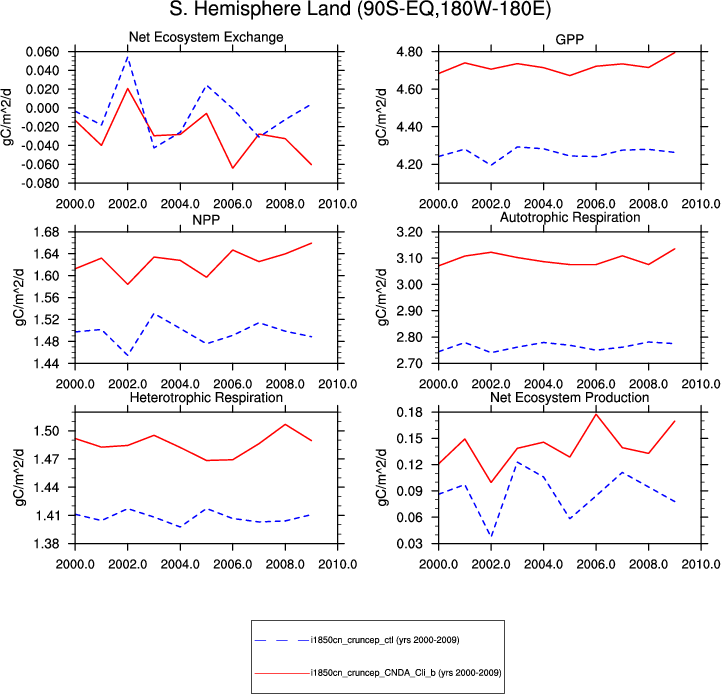 S. Hemisphere Land (90S-EQ,180W-180E)
Net Ecosystem Exchange
gC/m^2/d
0.060
0.040
0.020
0.000
-0.020
-0.040
-0.060
-0.080
2000.0 2002.0 2004.0 2006.0 2008.0 2010.0
GPP
gC/m^2/d
4.80
4.60
4.40
4.20
2000.0 2002.0 2004.0 2006.0 2008.0 2010.0
NPP
gC/m^2/d
1.68
1.64
1.60
1.56
1.52
1.48
1.44
2000.0 2002.0 2004.0 2006.0 2008.0 2010.0
Autotrophic Respiration
gC/m^2/d
3.20
3.10
3.00
2.90
2.80
2.70
2000.0 2002.0 2004.0 2006.0 2008.0 2010.0
Heterotrophic Respiration
gC/m^2/d
1.50
1.47
1.44
1.41
1.38
2000.0 2002.0 2004.0 2006.0 2008.0 2010.0
Net Ecosystem Production
gC/m^2/d
0.18
0.15
0.12
0.09
0.06
0.03
2000.0 2002.0 2004.0 2006.0 2008.0 2010.0
i1850cn_cruncep_ctl (yrs 2000-2009)
i1850cn_cruncep_CNDA_Cli_b (yrs 2000-2009)